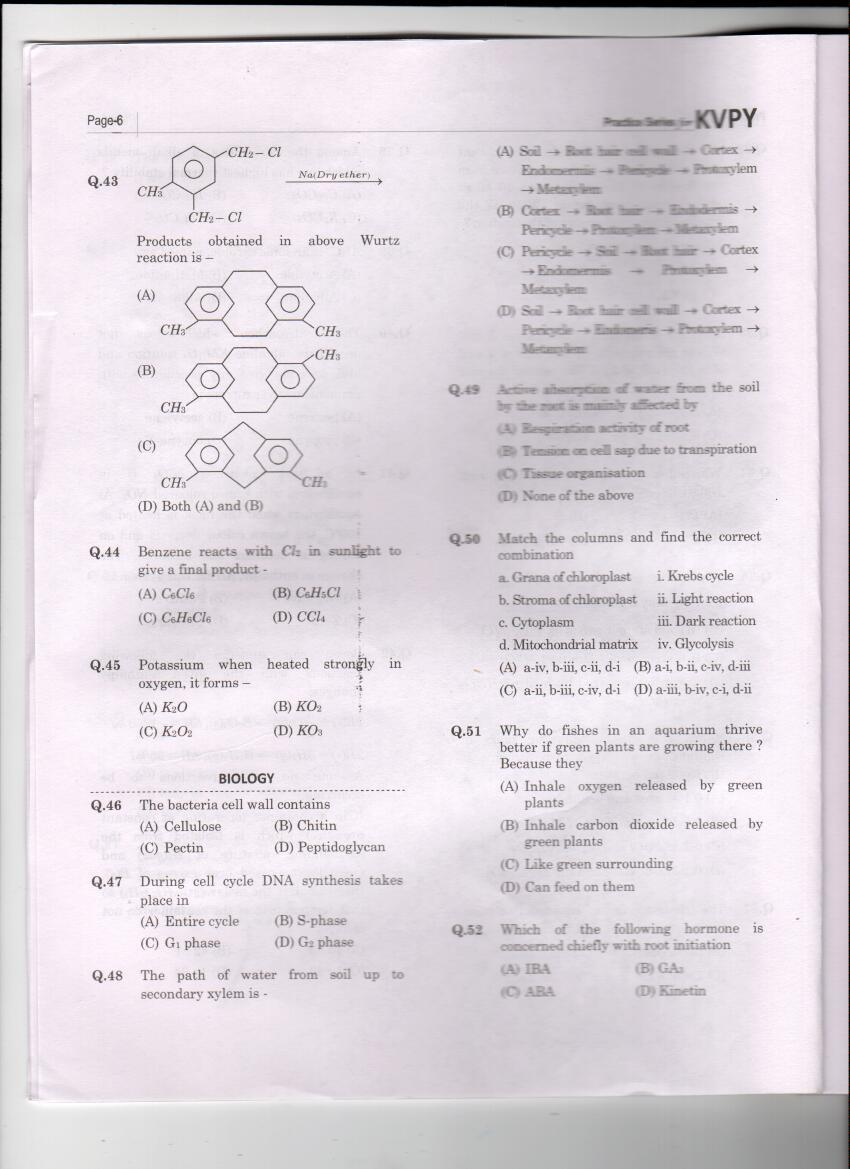 Page-6
Practice Series for KVPY
Q.43
CH2– Cl
CH3
CH2– Cl
Na(Dry ether)
Products obtained in above Wurtz
reaction is –
(A)
CH3
CH3
(B)
CH3
CH3
(C)
CH3
CH3
(D) Both (A) and (B)
Q.44 Benzene reacts with Cl2 in sunlight to
give a final product -
(A) C6Cl6 (B) C6H5Cl
(C) C6H6Cl6 (D) CCl4
Q.45 Potassium when heated strongly in
oxygen, it forms –
(A) K2O (B) KO2
(C) K2O2 (D) KO3
BIOLOGY
Q.46 The bacteria cell wall contains
(A) Cellulose (B) Chitin
(C) Pectin (D) Peptidoglycan
Q.47 During cell cycle DNA synthesis takes
place in
(A) Entire cycle (B) S-phase
(C) G1 phase (D) G2 phase
Q.48 The path of water from soil up to
secondary xylem is -
(A) Soil → Root hair cell wall → Cortex →
Endomermis → Pericycle → Protoxylem
→ Metaxylem
(B) Cortex → Root hair → Endodermis →
Pericycle → Protoxylem → Metaxylem
(C) Pericycle → Soil → Root hair → Cortex
→ Endomermis → Protoxylem →
Metaxylem
(D) Soil → Root hair cell wall → Cortex →
Pericycle → Endomeris → Protoxylem →
Metaxylem
Q.49 Active absorption of water from the soil
by the root is mainly affected by
(A) Respiration activity of root
(B) Tension on cell sap due to transpiration
(C) Tissue organisation
(D) None of the above
Q.50 Match the columns and find the correct
combination
a. Grana of chloroplast i. Krebs cycle
b. Stroma of chloroplast ii. Light reaction
c. Cytoplasm iii. Dark reaction
d. Mitochondrial matrix iv. Glycolysis
(A) a-iv, b-iii, c-ii, d-i (B) a-i, b-ii, c-iv, d-iii
(C) a-ii, b-iii, c-iv, d-i (D) a-iii, b-iv, c-i, d-ii
Q.51 Why do fishes in an aquarium thrive
better if green plants are growing there ?
Because they
(A) Inhale oxygen released by green
plants
(B) Inhale carbon dioxide released by
green plants
(C) Like green surrounding
(D) Can feed on them
Q.52 Which of the following hormone is
concerned chiefly with root initiation
(A) IBA (B) GA3
(C) ABA (D) Kinetin